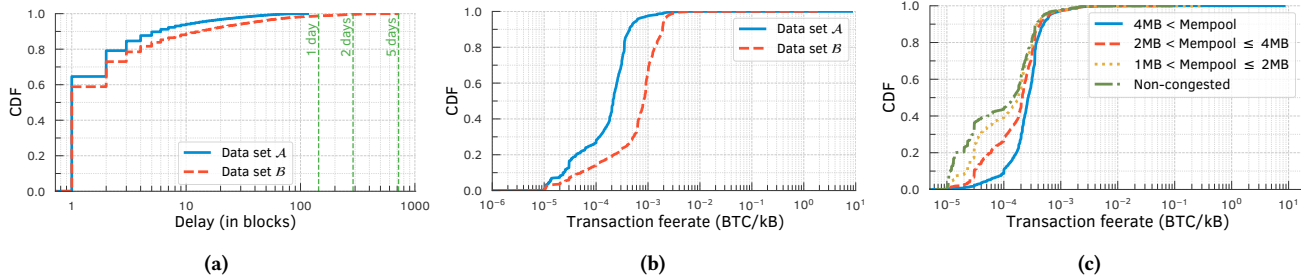 CDF
1.0
0.8
0.6
0.4
0.2
0.0
1 day
2 days
5 days
Data set 𝒜
Data set ℬ
1
10
100
1000
Delay (in blocks)
(a)
CDF
1.0
0.8
0.6
0.4
0.2
0.0
Data set 𝒜
Data set ℬ
10⁻⁵
10⁻⁴
10⁻³
10⁻²
10⁻¹
10⁰
10¹
Transaction feerate (BTC/kB)
(b)
CDF
1.0
0.8
0.6
0.4
0.2
0.0
4MB < Mempool
2MB < Mempool ≤ 4MB
1MB < Mempool ≤ 2MB
Non-congested
10⁻⁵
10⁻⁴
10⁻³
10⁻²
10⁻¹
10⁰
10¹
Transaction feerate (BTC/kB)
(c)